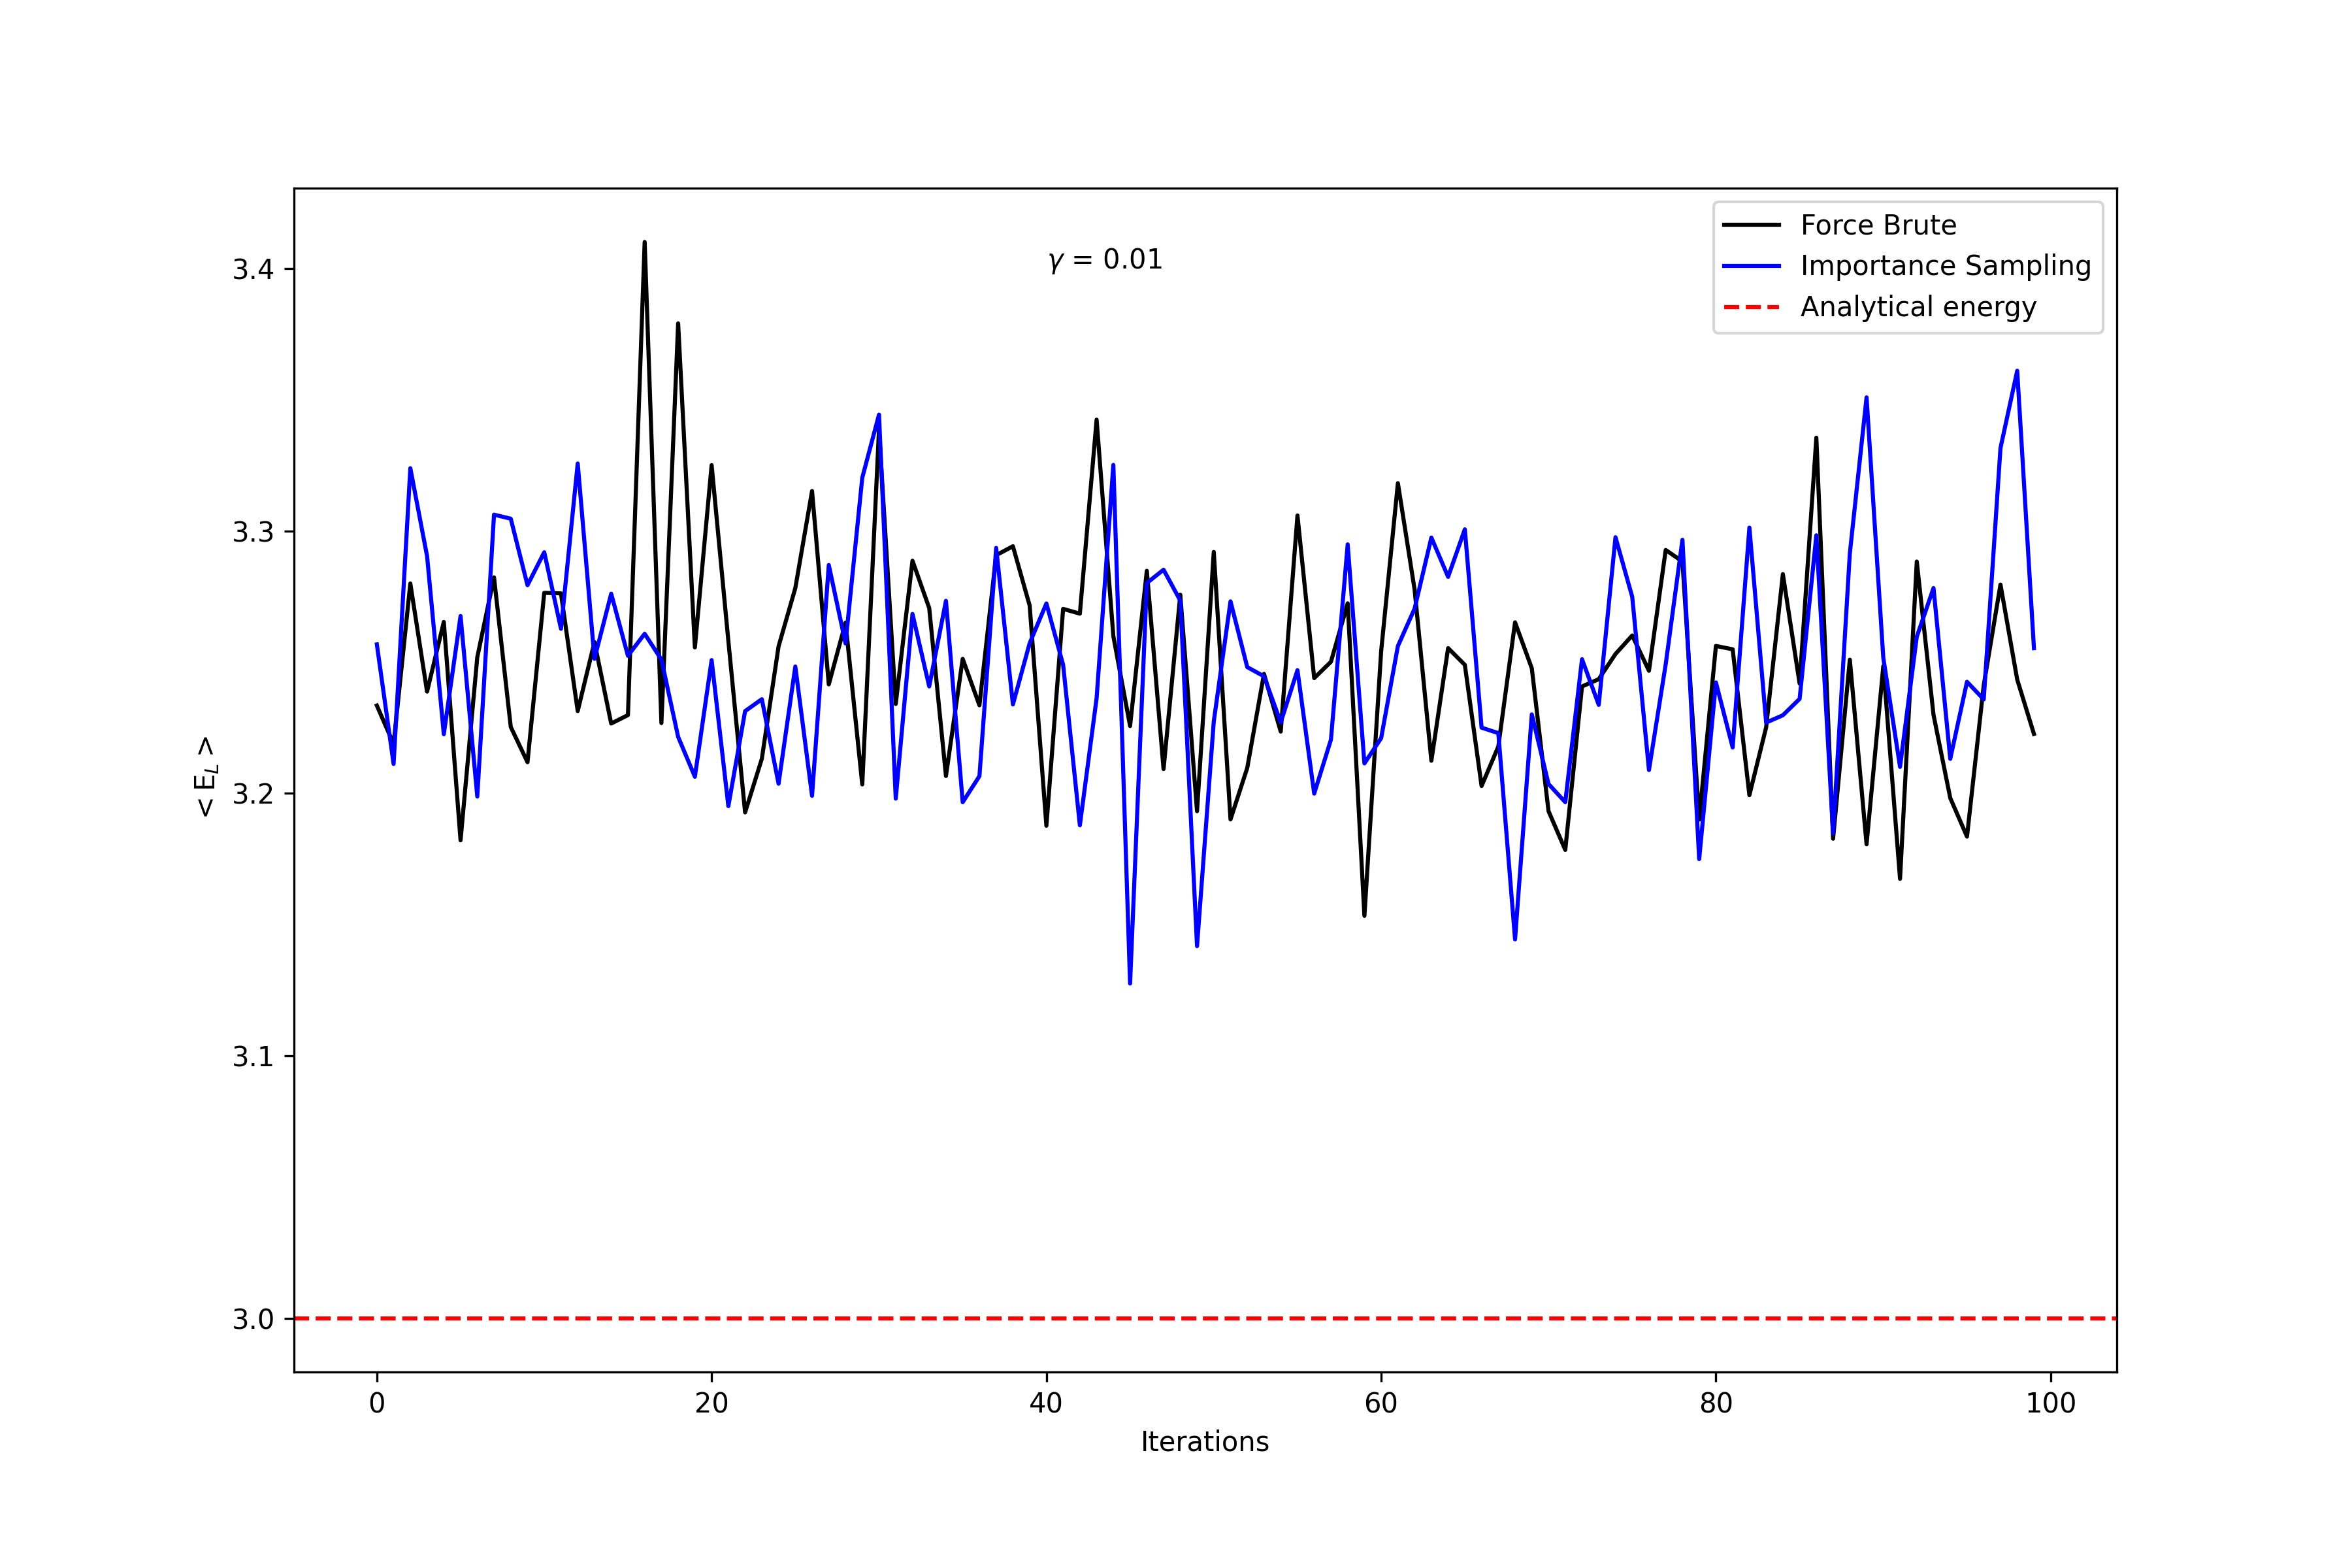 γ = 0.01
Force Brute
Importance Sampling
Analytical energy
3.4
3.3
3.2
3.1
3.0
<E_L>
0 20 40 60 80 100
Iterations